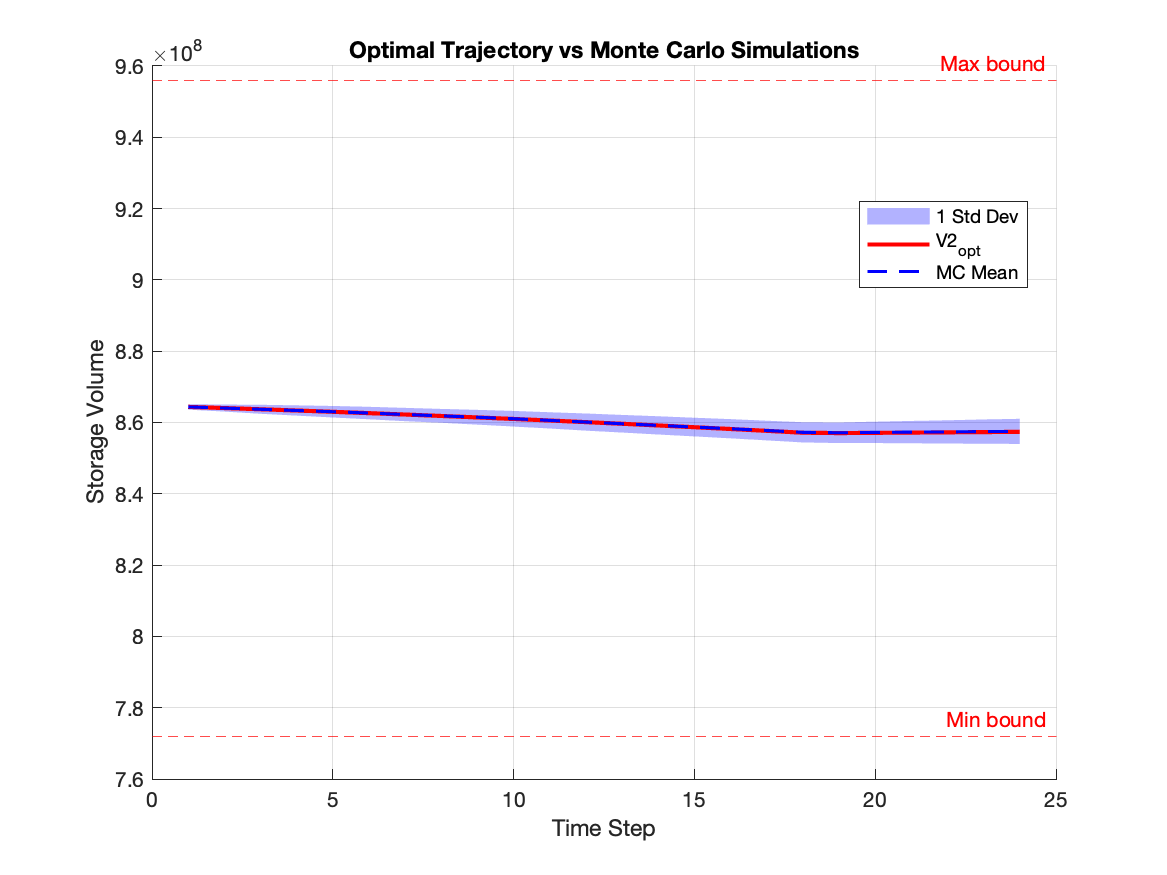 Optimal Trajectory vs Monte Carlo Simulations
×10⁸
9.6
9.4
9.2
9
8.8
8.6
8.4
8.2
8
7.8
7.6
Storage Volume
Max bound
1 Std Dev
V2opt
MC Mean
Min bound
0 5 10 15 20 25
Time Step